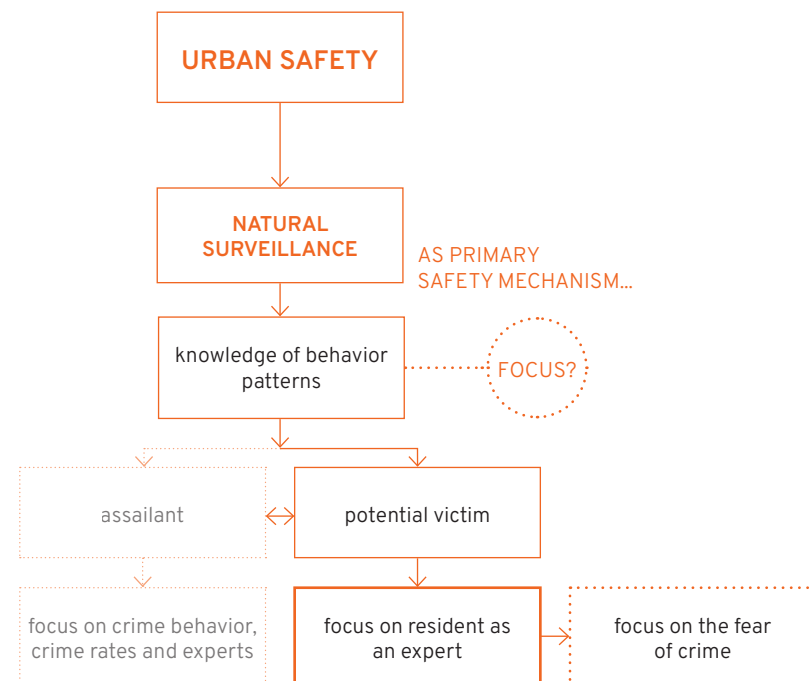 URBAN SAFETY
NATURAL
SURVEILLANCE
AS PRIMARY
SAFETY MECHANISM...
knowledge of behavior
patterns
FOCUS?
assailant
potential victim
focus on crime behavior,
crime rates and experts
focus on resident as
an expert
focus on the fear
of crime